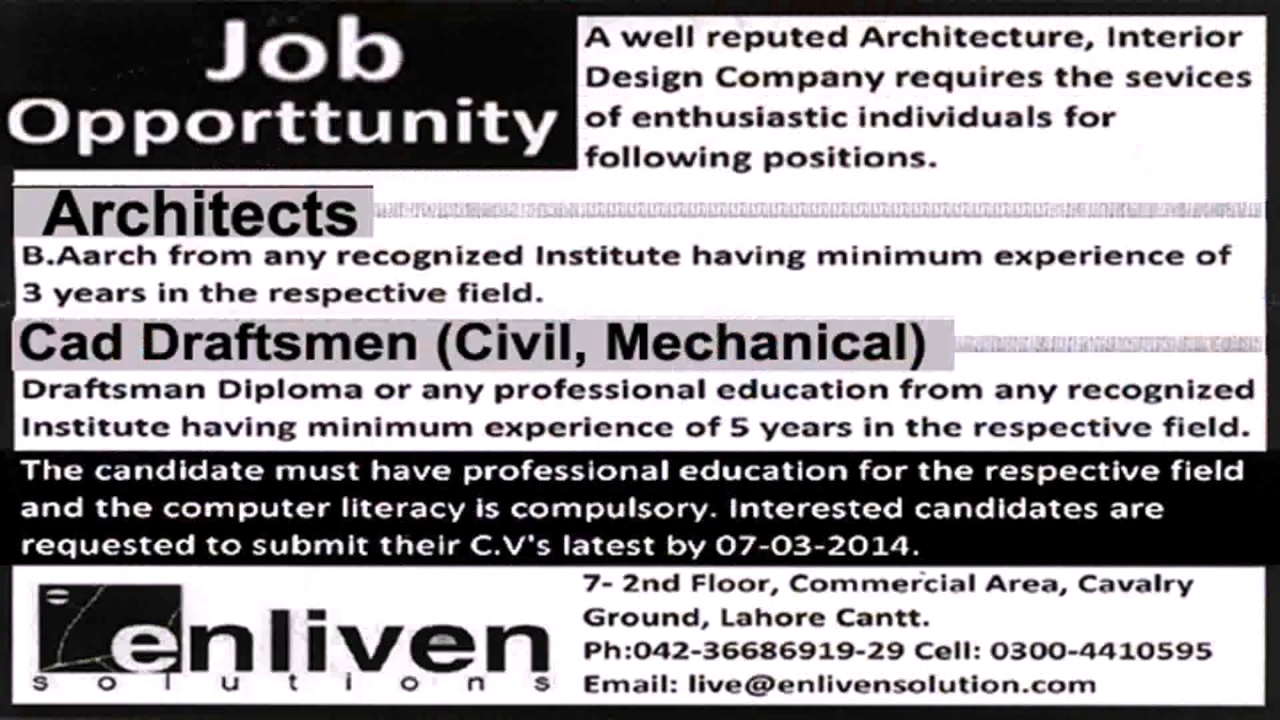 Job
Opporttunity
A well reputed Architecture, Interior
Design Company requires the sevices
of enthusiastic individuals for
following positions.
Architects
B.Aarch from any recognized Institute having minimum experience of
3 years in the respective field.
Cad Draftsmen (Civil, Mechanical)
Draftsman Diploma or any professional education from any recognized
Institute having minimum experience of 5 years in the respective field.
The candidate must have professional education for the respective field
and the computer literacy is compulsory. Interested candidates are
requested to submit their C.V's latest by 07-03-2014.
enliven
solutions
7- 2nd Floor, Commercial Area, Cavalry
Ground, Lahore Cantt.
Ph:042-36686919-29 Cell: 0300-4410595
Email: live@enlivensolution.com